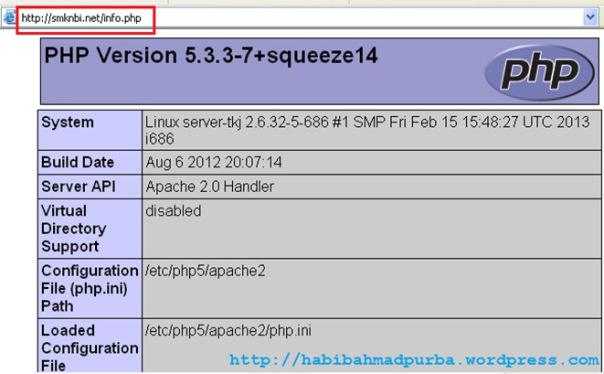 http://smknbi.net/info.php
PHP Version 5.3.3-7+squeeze14
php
System
Linux server-tkj 2.6.32-5-686 #1 SMP Fri Feb 15 15:48:27 UTC 2013
i686
Build Date
Aug 6 2012 20:07:14
Server API
Apache 2.0 Handler
Virtual
Directory
Support
disabled
Configuration
File (php.ini)
Path
/etc/php5/apache2
Loaded
Configuration
File
/etc/php5/apache2/php.ini
http://habibahmadpurba.wordpress.com